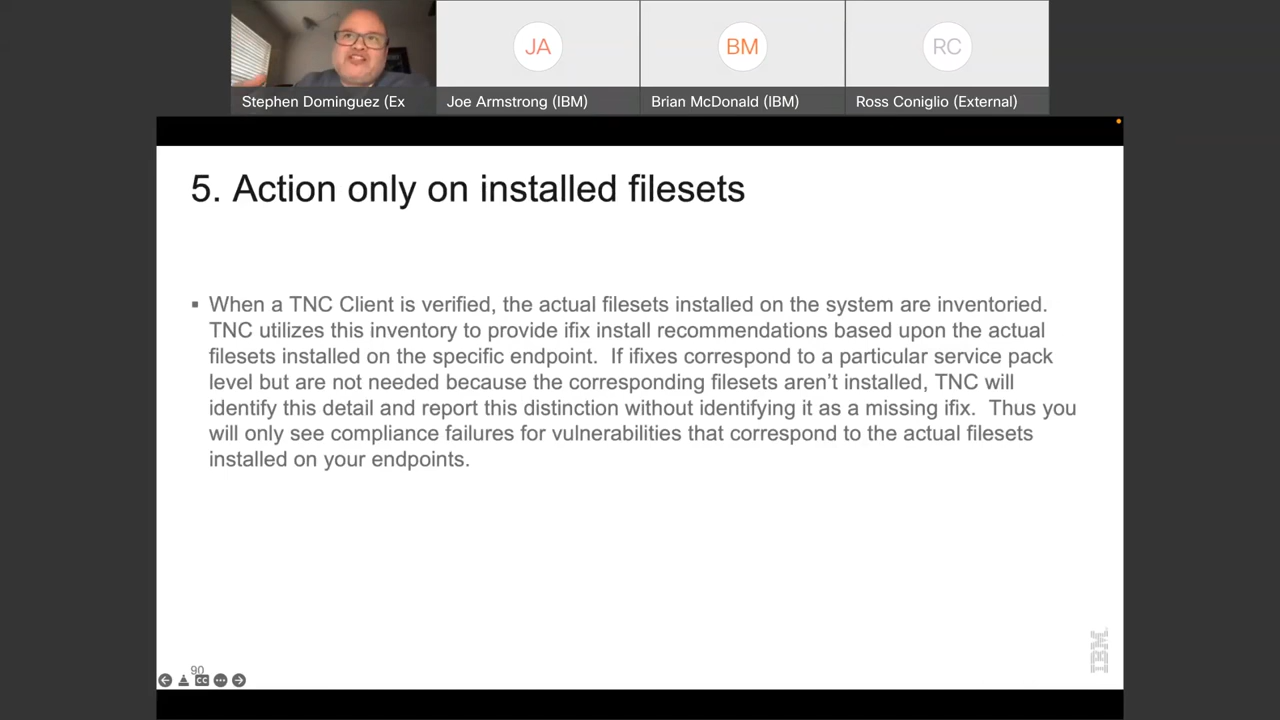 JA
BM
RC
Stephen Dominguez (Ex
Joe Armstrong (IBM)
Brian McDonald (IBM)
Ross Coniglio (External)
5. Action only on installed filesets
▪ When a TNC Client is verified, the actual filesets installed on the system are inventoried.
TNC utilizes this inventory to provide ifix install recommendations based upon the actual
filesets installed on the specific endpoint.  If ifixes correspond to a particular service pack
level but are not needed because the corresponding filesets aren’t installed, TNC will
identify this detail and report this distinction without identifying it as a missing ifix.  Thus you
will only see compliance failures for vulnerabilities that correspond to the actual filesets
installed on your endpoints.
IBM
90
CC